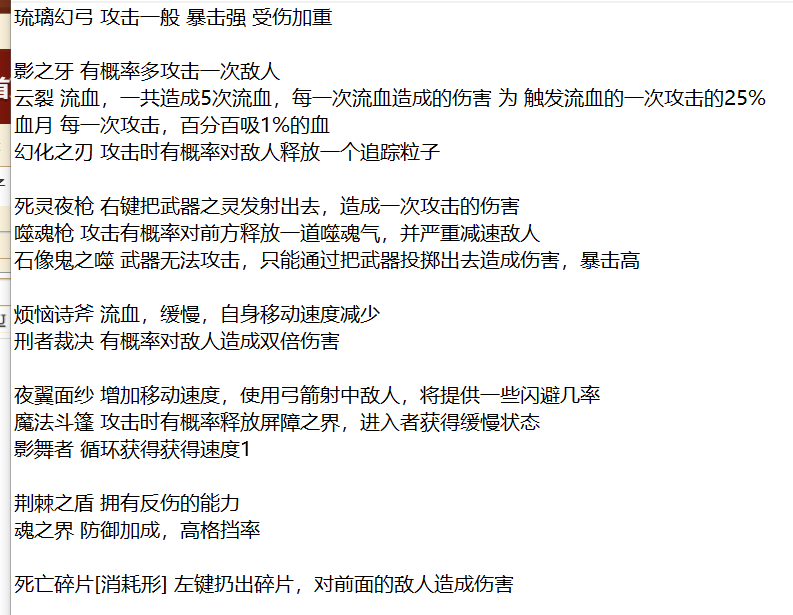 琉璃幻弓 攻击一般 暴击强 受伤加重
影之牙 有概率多攻击一次敌人
云裂 流血，一共造成5次流血，每一次流血造成的伤害 为 触发流血的一次攻击的25%
血月 每一次攻击，百分百吸1%的血
幻化之刃 攻击时有概率对敌人释放一个追踪粒子
死灵夜枪 右键把武器之灵发射出去，造成一次攻击的伤害
噬魂枪 攻击有概率对前方释放一道噬魂气，并严重减速敌人
石像鬼之噬 武器无法攻击，只能通过把武器投掷出去造成伤害，暴击高
烦恼诗斧 流血，缓慢，自身移动速度减少
刑者裁决 有概率对敌人造成双倍伤害
夜翼面纱 增加移动速度，使用弓箭射中敌人，将提供一些闪避几率
魔法斗篷 攻击时有概率释放屏障之界，进入者获得缓慢状态
影舞者 循环获得获得速度1
荆棘之盾 拥有反伤的能力
魂之界 防御加成，高格挡率
死亡碎片[消耗形] 左键扔出碎片，对前面的敌人造成伤害